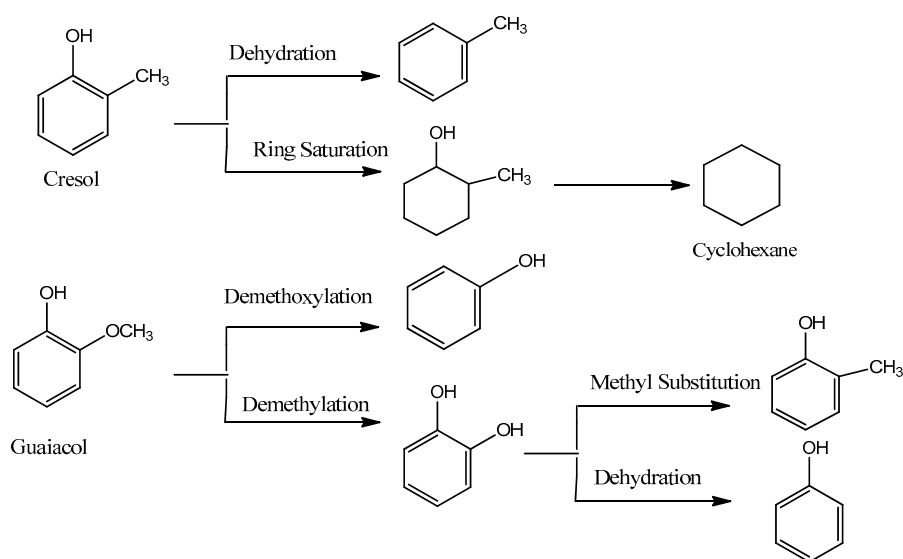 OH
CH3
Cresol
Dehydration
CH3
Ring Saturation
OH
CH3
Cyclohexane
OH
OCH3
Guaiacol
Demethoxylation
OH
Demethylation
OH
OH
Methyl Substitution
OH
CH3
Dehydration
OH